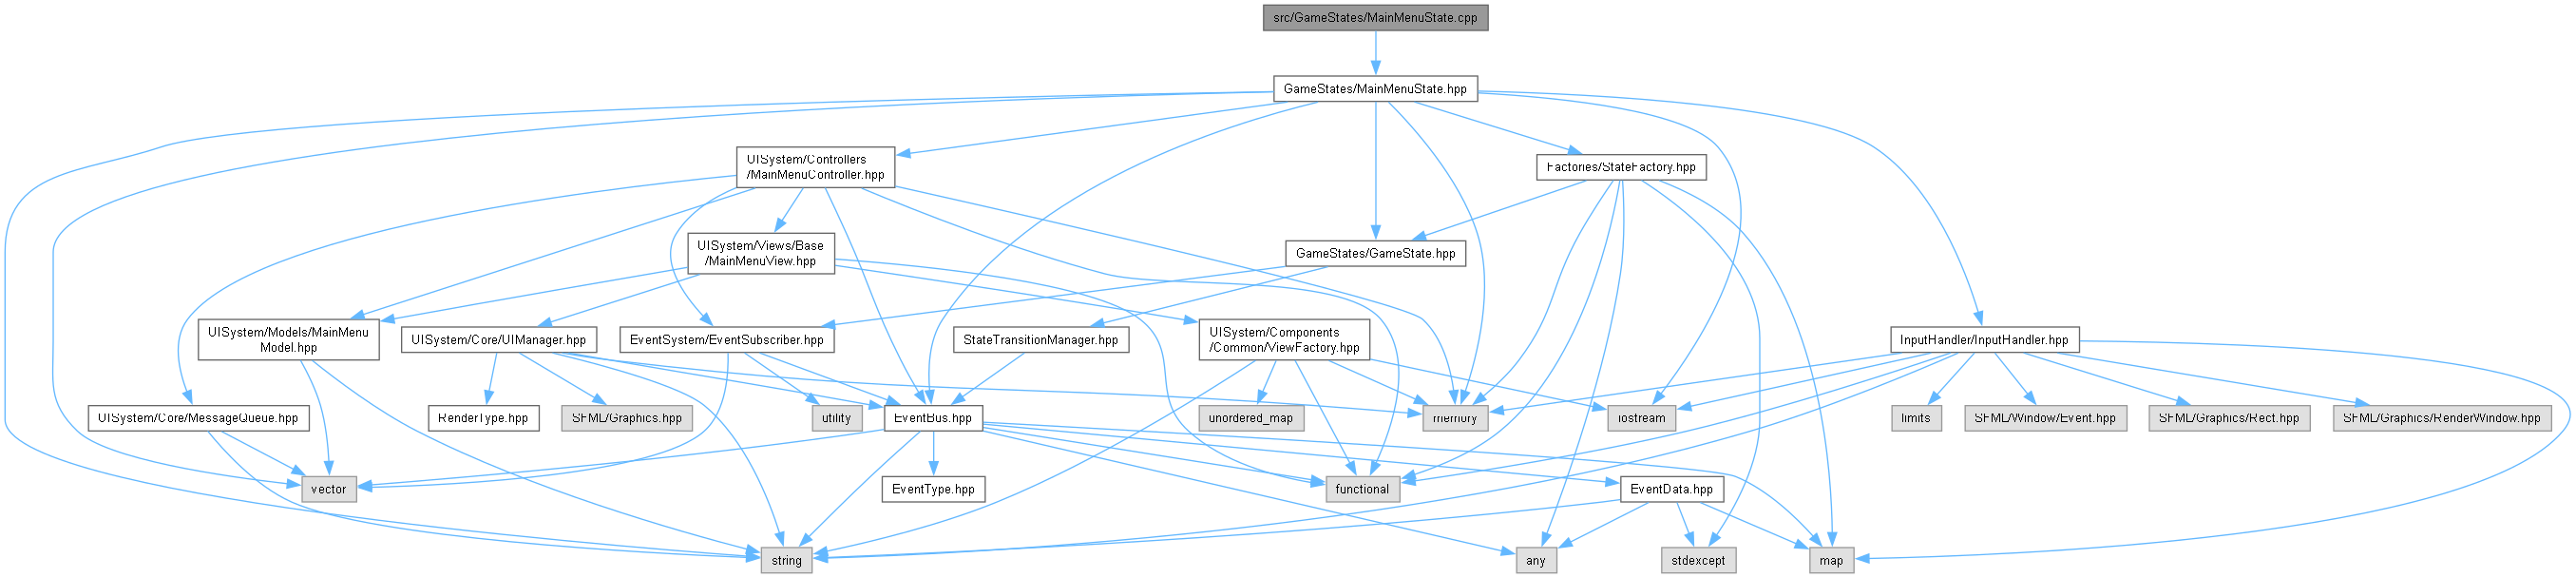 src/GameStates/MainMenuState.cpp
GameStates/MainMenuState.hpp
UISystem/Controllers
/MainMenuController.hpp
Factories/StateFactory.hpp
UISystem/Views/Base
/MainMenuView.hpp
GameStates/GameState.hpp
UISystem/Models/MainMenu
Model.hpp
UISystem/Core/UIManager.hpp
EventSystem/EventSubscriber.hpp
StateTransitionManager.hpp
UISystem/Components
/Common/ViewFactory.hpp
InputHandler/InputHandler.hpp
UISystem/Core/MessageQueue.hpp
RenderType.hpp
SFML/Graphics.hpp
utility
EventBus.hpp
unordered_map
memory
iostream
limits
SFML/Window/Event.hpp
SFML/Graphics/Rect.hpp
SFML/Graphics/RenderWindow.hpp
vector
EventType.hpp
functional
EventData.hpp
string
any
stdexcept
map